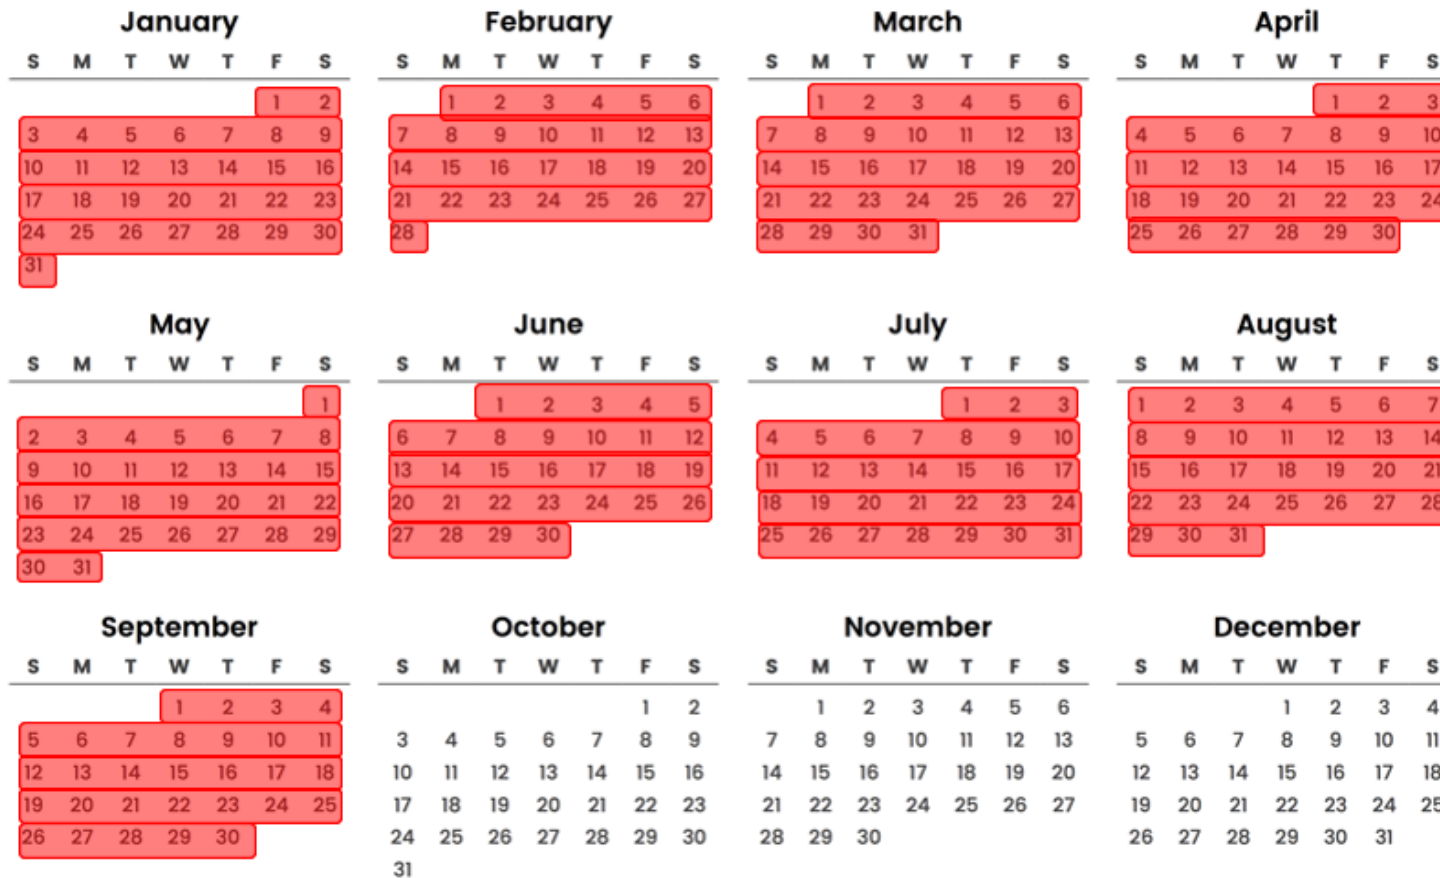 January February March April
S M T W T F S S M T W T F S S M T W T F S S M T W T F S
1 2 1 2 3 4 5 6 1 2 3 4 5 6 1 2 3
3 4 5 6 7 8 9 7 8 9 10 11 12 13 7 8 9 10 11 12 13 4 5 6 7 8 9 10
10 11 12 13 14 15 16 14 15 16 17 18 19 20 14 15 16 17 18 19 20 11 12 13 14 15 16 17
17 18 19 20 21 22 23 21 22 23 24 25 26 27 21 22 23 24 25 26 27 18 19 20 21 22 23 24
24 25 26 27 28 29 30 28 28 29 30 31 25 26 27 28 29 30
31
May June July August
S M T W T F S S M T W T F S S M T W T F S S M T W T F S
1 1 2 3 4 5 1 2 3 1 2 3 4 5 6 7
2 3 4 5 6 7 8 6 7 8 9 10 11 12 4 5 6 7 8 9 10 8 9 10 11 12 13 14
9 10 11 12 13 14 15 13 14 15 16 17 18 19 11 12 13 14 15 16 17 15 16 17 18 19 20 21
16 17 18 19 20 21 22 20 21 22 23 24 25 26 18 19 20 21 22 23 24 22 23 24 25 26 27 28
23 24 25 26 27 28 29 27 28 29 30 25 26 27 28 29 30 31 29 30 31
30 31
September October November December
S M T W T F S S M T W T F S S M T W T F S S M T W T F S
1 2 3 4 1 2 1 2 3 4 5 6 1 2 3 4
5 6 7 8 9 10 11 3 4 5 6 7 8 9 7 8 9 10 11 12 13 5 6 7 8 9 10 11
12 13 14 15 16 17 18 10 11 12 13 14 15 16 14 15 16 17 18 19 20 12 13 14 15 16 17 18
19 20 21 22 23 24 25 17 18 19 20 21 22 23 21 22 23 24 25 26 27 19 20 21 22 23 24 25
26 27 28 29 30 24 25 26 27 28 29 30 28 29 30 26 27 28 29 30 31
31